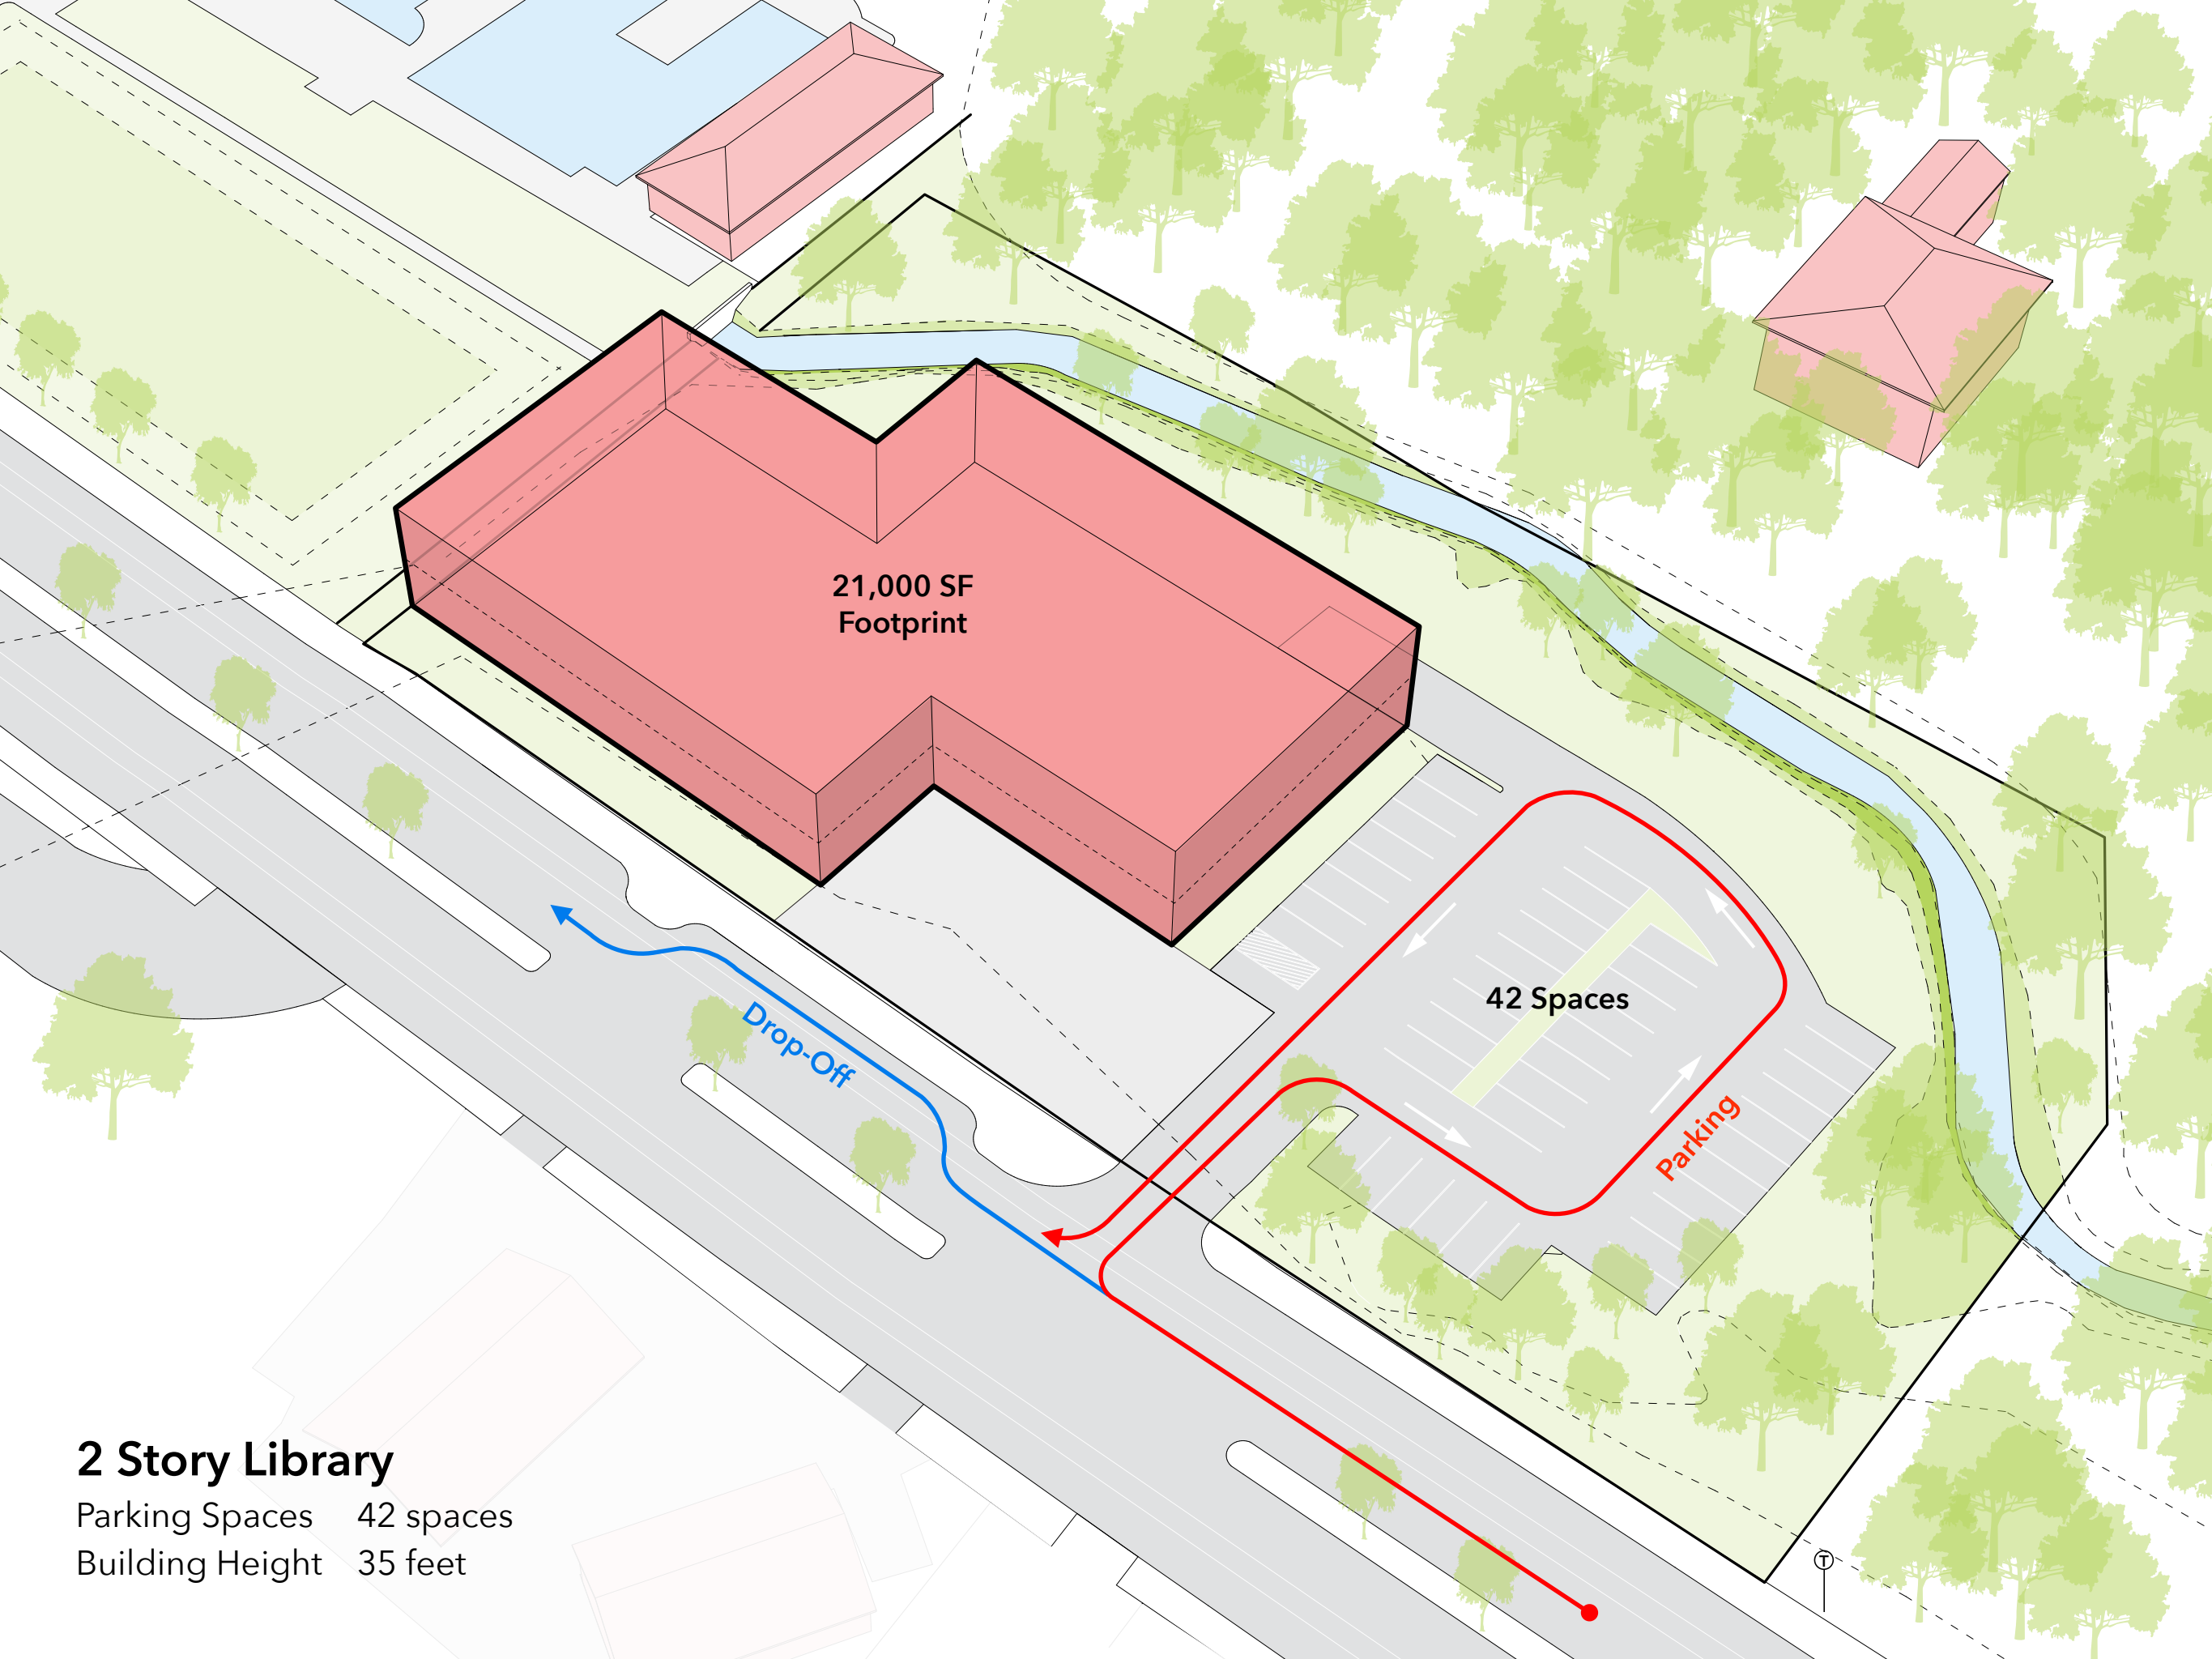 21,000 SF
Footprint
42 Spaces
Drop-Off
Parking
2 Story Library
Parking Spaces 42 spaces
Building Height 35 feet
T